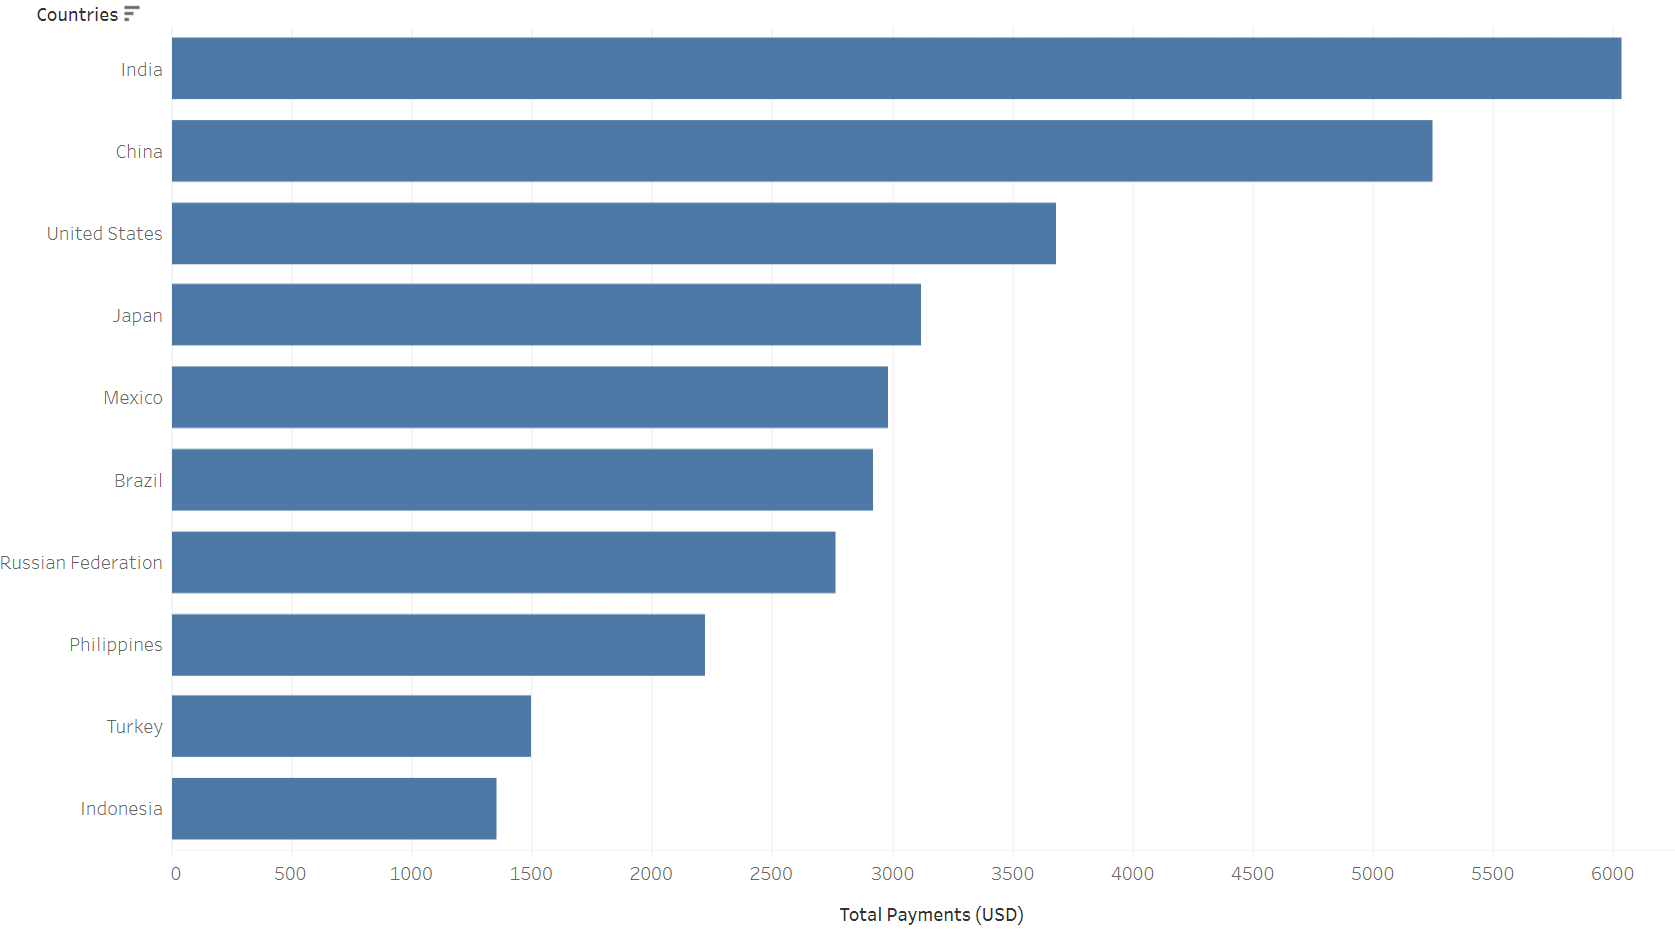 Countries
India
China
United States
Japan
Mexico
Brazil
Russian Federation
Philippines
Turkey
Indonesia
0 500 1000 1500 2000 2500 3000 3500 4000 4500 5000 5500 6000
Total Payments (USD)